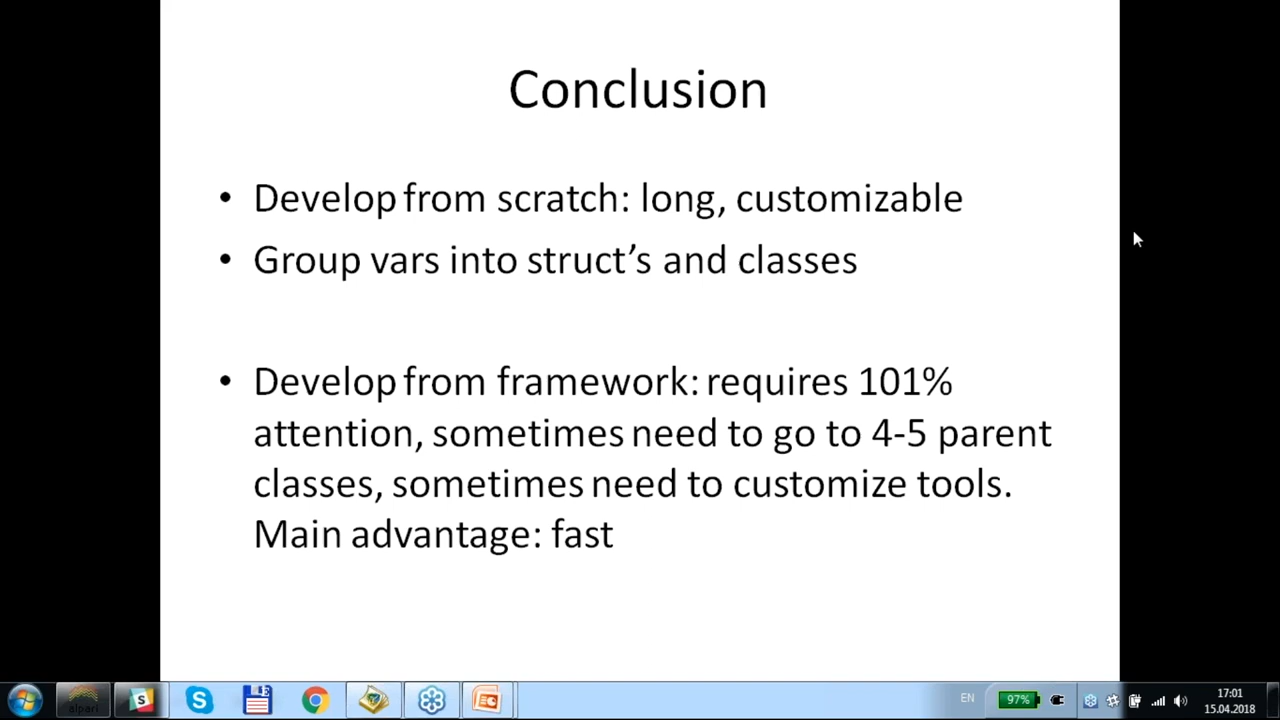 Conclusion
• Develop from scratch: long, customizable
• Group vars into struct’s and classes
• Develop from framework: requires 101%
attention, sometimes need to go to 4-5 parent
classes, sometimes need to customize tools.
Main advantage: fast
alpari
S
S
E
EN
97%
17:01
15.04.2018